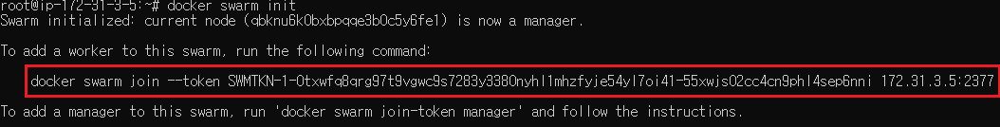 root@ip-172-31-3-5:~# docker swarm init
Swarm initialized: current node (qbknu6k0bxbpqqe3b0c5y6fe1) is now a manager.
To add a worker to this swarm, run the following command:
docker swarm join --token SWMTKN-1-0txwfq8qrg97t9vgwc9s7283y3380nyhl1mhzfyje54yl7oi41-55xwjs02cc4cn9phl4sep6nni 172.31.3.5:2377
To add a manager to this swarm, run 'docker swarm join-token manager' and follow the instructions.